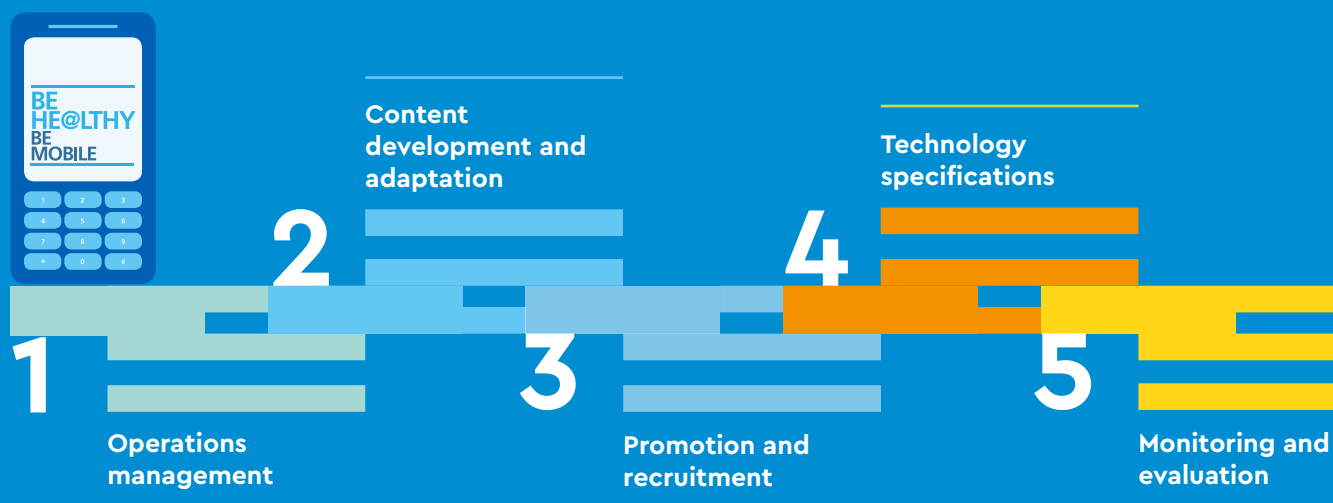 BE
HE@LTHY
BE
MOBILE
1 2 3
4 5 6
7 8 9
* 0 #
1
Operations
management
2
Content
development and
adaptation
3
Promotion and
recruitment
4
Technology
specifications
5
Monitoring and
evaluation